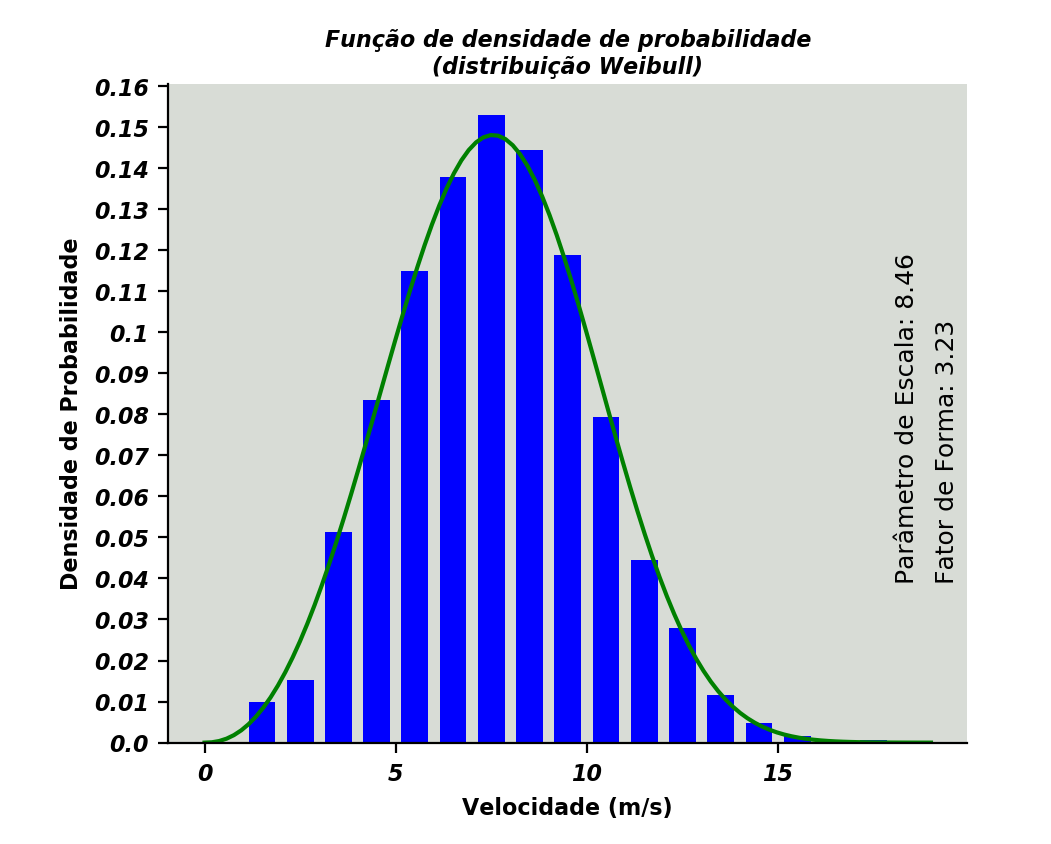 Função de densidade de probabilidade
(distribuição Weibull)
0.16
0.15
0.14
0.13
0.12
0.11
0.1
0.09
0.08
0.07
0.06
0.05
0.04
0.03
0.02
0.01
0.0
Densidade de Probabilidade
0 5 10 15
Velocidade (m/s)
Parâmetro de Escala: 8.46
Fator de Forma: 3.23